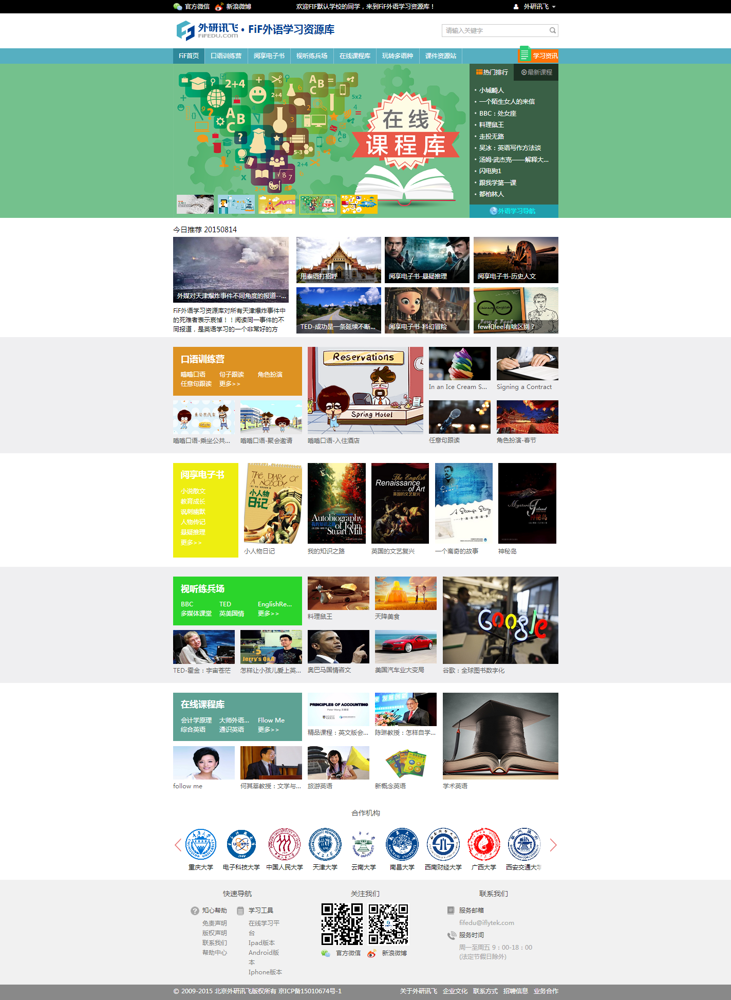 官方微信 新浪微博 欢迎FIF默认学校的同学，来到FiF外语学习资源库！ 外研讯飞
外研讯飞 · FiF外语学习资源库
FiFEDU.com
请输入关键字
FiF首页 口语训练营 阅享电子书 视听练兵场 在线课程库 玩转多语种 课件资源站 学习资讯
热门排行 最新课程
在线
课程库
小城畸人
一个陌生女人的来信
BBC：处女座
料理鼠王
走投无路
吴冰：英语写作方法谈
汤姆·武杰克——解释大...
闪电狗1
跟我学第一课
都柏林人
外语学习导航
今日推荐 20150814
外媒对天津爆炸事件不同角度的报道--...
FiF外语学习资源库对所有天津爆炸事件中
的死难者表示哀悼！！阅读同一事件的不
同报道，是英语学习的一个非常好的方
用泰语打招呼
阅享电子书-悬疑推理
阅享电子书-历史人文
TED-成功是一条延续不断...
阅享电子书-科幻冒险
Chinese English
Few & Feel
few和feel有啥区别？
口语训练营
嗡嗡口语 句子跟读 角色扮演
任意句跟读 更多>>
Reservations
Spring Hotel
In an Ice Cream S...
Signing a Contract
乘公共汽车
嗡嗡口语-乘坐公共...
嗡嗡口语-聚会邀请
嗡嗡口语-入住酒店
任意句跟读
角色扮演-春节
阅享电子书
小说散文
教育成长
讽刺幽默
人物传记
悬疑推理
更多>>
THE DIARY OF A NOBODY
小人物日记
Autobiography of John Stuart Mill
我的知识之路
The English Renaissance of Art
英国的文艺复兴
A Strange Story
一个离奇的故事
Mysterious Island
神秘岛
小人物日记
我的知识之路
英国的文艺复兴
一个离奇的故事
神秘岛
视听练兵场
BBC TED EnglishRe...
多媒体课堂 英美国情 更多>>
料理鼠王
天降美食
Google
Jerry's Q&A
TED-霍金：宇宙苍茫
怎样让小孩儿爱上英...
奥巴马国情咨文
美国汽车业大变局
谷歌：全球图书数字化
在线课程库
会计学原理 大师外语... Fllow Me
综合英语 通识英语 更多>>
PRINCIPLES OF ACCOUNTING
Peter Wang
精品课程：英文版会...
陈琳教授：怎样自学...
follow me
何其莘教授：文学与...
旅游英语
新概念英语
学术英语
合作机构
重庆大学 电子科技大学 中国人民大学 天津大学 云南大学 南昌大学 西南财经大学 广西大学 西安交通大学
快速导航 关注我们 联系我们
知心帮助
免责声明
版权声明
联系我们
帮助中心
学习工具
在线学习平
台
Ipad版本
Android版
本
Iphone版本
官方微信 新浪微博
服务邮箱
fifedu@iflytek.com
服务时间
周一至周五 9：00-18：00
(法定节假日除外)
© 2009-2015 北京外研讯飞版权所有 京ICP备15010674号-1 关于外研讯飞 企业文化 联系方式 招聘信息 业务合作